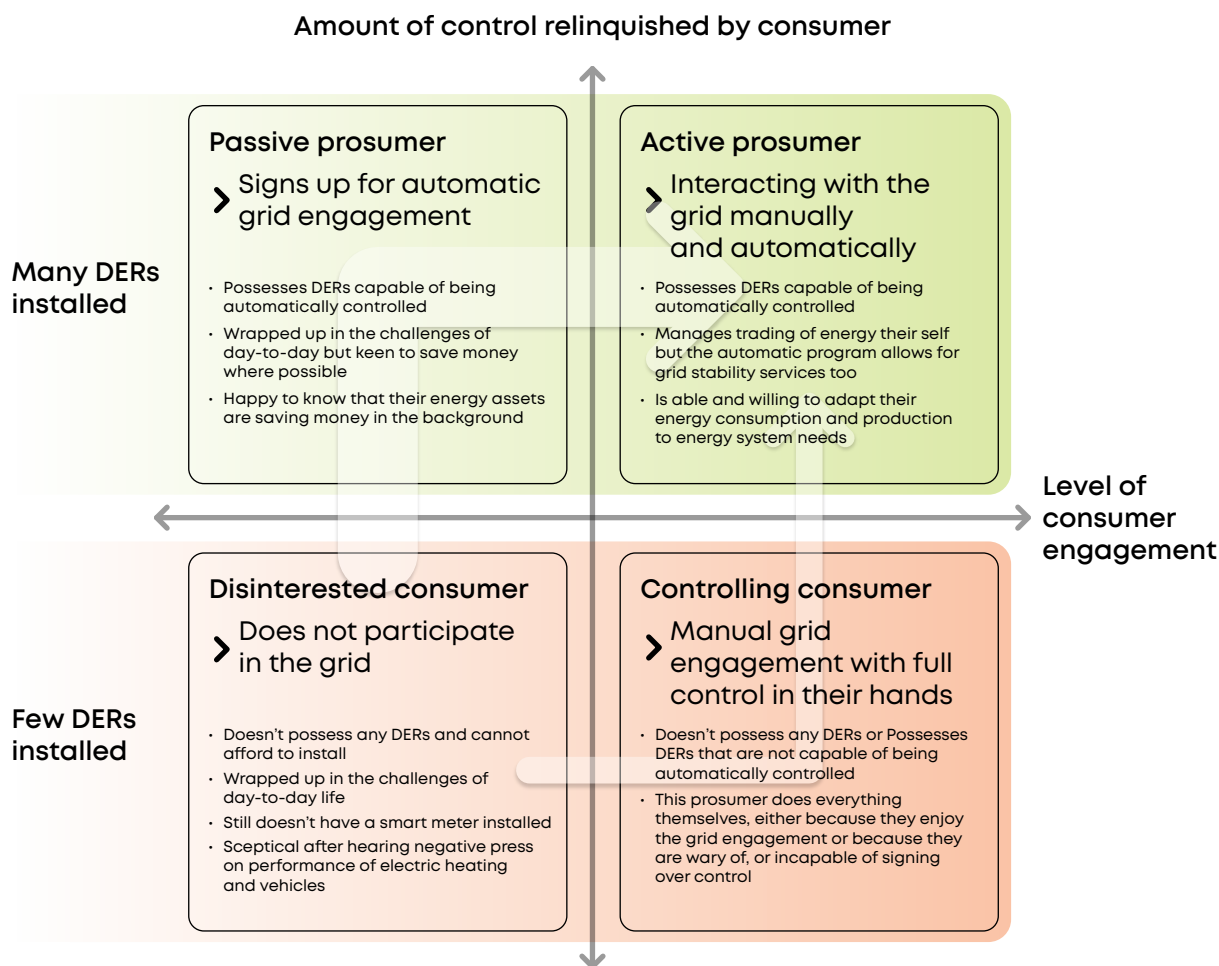 Amount of control relinquished by consumer
Many DERs
installed
Passive prosumer
Signs up for automatic
grid engagement
• Possesses DERs capable of being
automatically controlled
• Wrapped up in the challenges of
day-to-day but keen to save money
where possible
• Happy to know that their energy assets
are saving money in the background
Active prosumer
Interacting with the
grid manually
and automatically
• Possesses DERs capable of being
automatically controlled
• Manages trading of energy their self
but the automatic program allows for
grid stability services too
• Is able and willing to adapt their
energy consumption and production
to energy system needs
Level of
consumer
engagement
Few DERs
installed
Disinterested consumer
Does not participate
in the grid
• Doesn't possess any DERs and cannot
afford to install
• Wrapped up in the challenges of
day-to-day life
• Still doesn't have a smart meter installed
• Sceptical after hearing negative press
on performance of electric heating
and vehicles
Controlling consumer
Manual grid
engagement with full
control in their hands
• Doesn't possess any DERs or Possesses
DERs that are not capable of being
automatically controlled
• This prosumer does everything
themselves, either because they enjoy
the grid engagement or because they
are wary of, or incapable of signing
over control